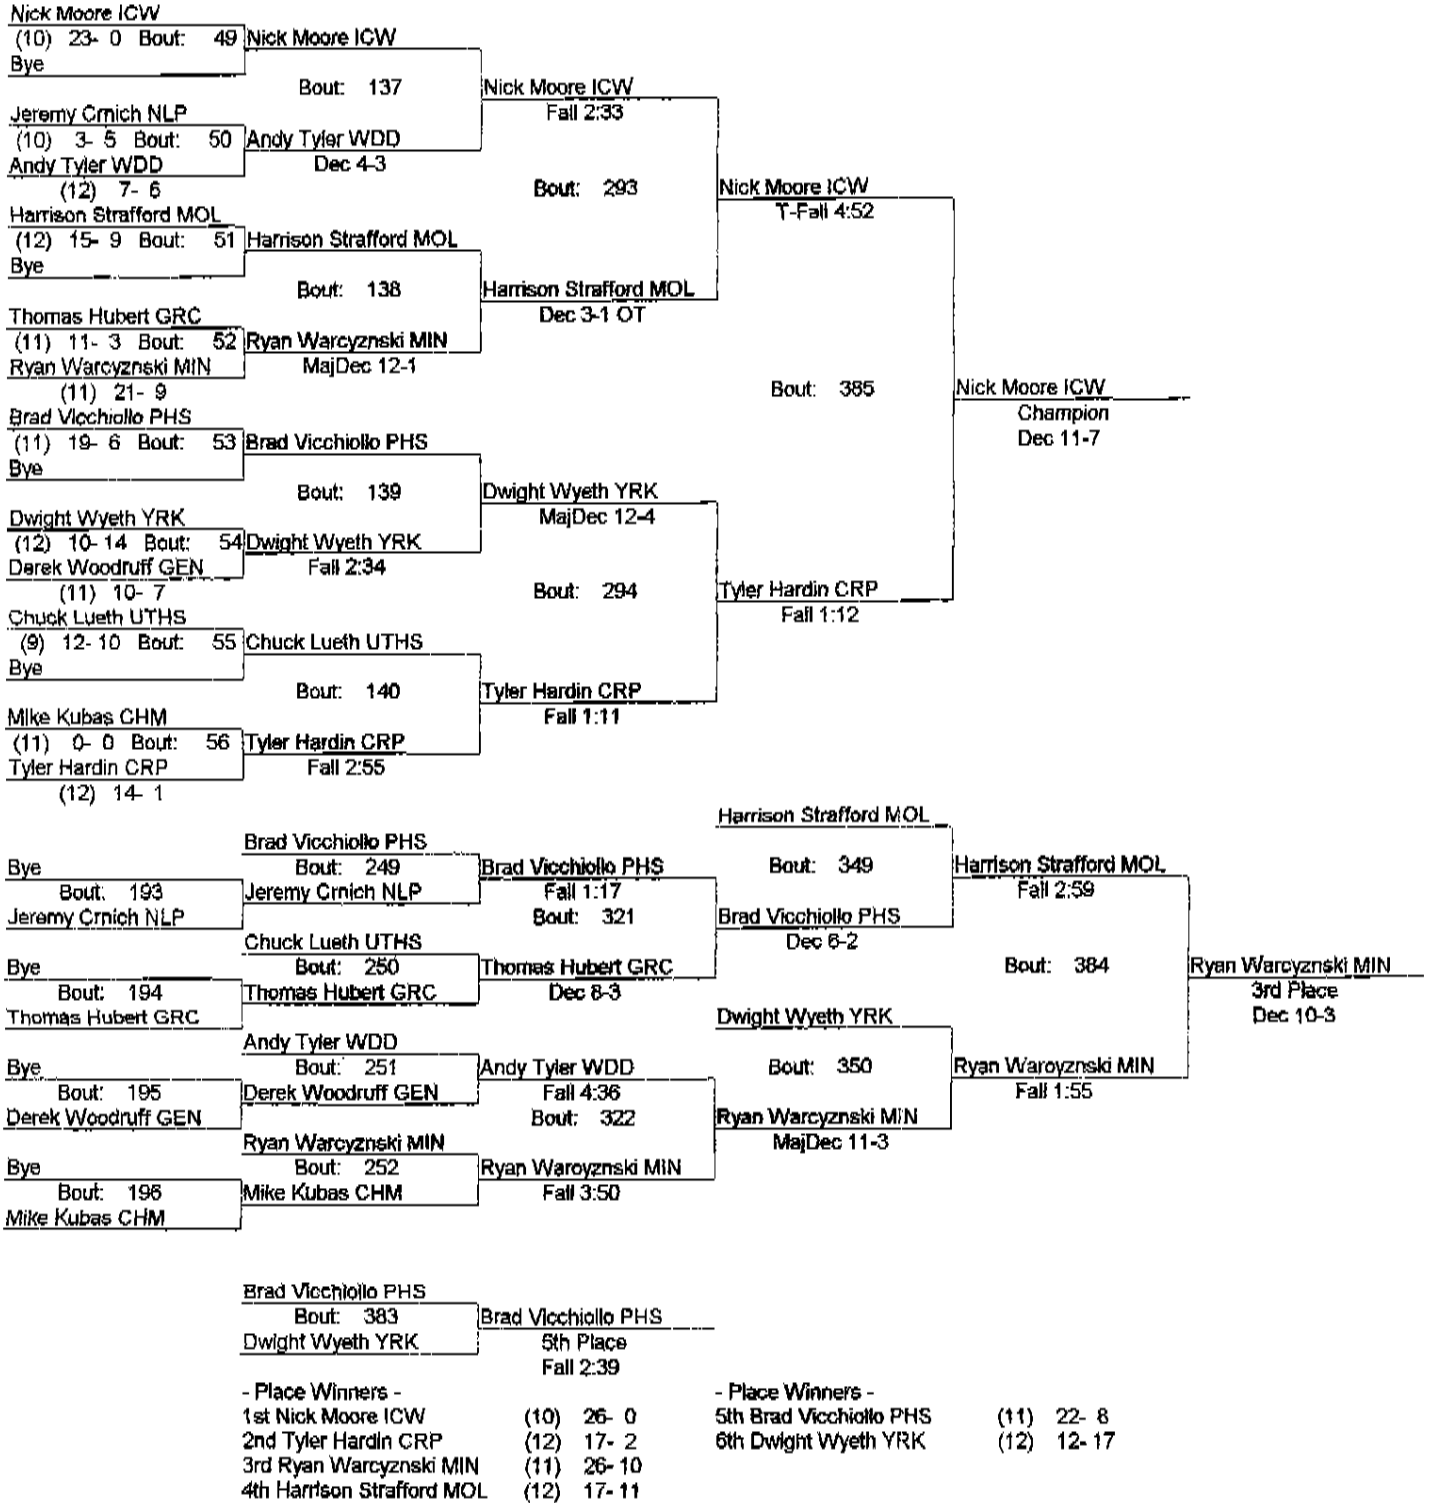 Nick Moore ICW
(10) 23- 0 Bout: 49 Nick Moore ICW
Bye
Bout: 137 Nick Moore ICW
Jeremy Crnich NLP Fall 2:33
(10) 3- 5 Bout: 50 Andy Tyler WDD
Andy Tyler WDD Dec 4-3
(12) 7- 6 Bout: 293 Nick Moore ICW
Harrison Strafford MOL T-Fall 4:52
(12) 15- 9 Bout: 51 Harrison Strafford MOL
Bye
Bout: 138 Harrison Strafford MOL
Thomas Hubert GRC Dec 3-1 OT
(11) 11- 3 Bout: 52 Ryan Warcyznski MIN
Ryan Warcyznski MIN MajDec 12-1
(11) 21- 9 Bout: 385 Nick Moore ICW
Brad Vicchiollo PHS Champion
(11) 19- 6 Bout: 53 Brad Vicchiollo PHS Dec 11-7
Bye
Bout: 139 Dwight Wyeth YRK
Dwight Wyeth YRK MajDec 12-4
(12) 10- 14 Bout: 54 Dwight Wyeth YRK
Derek Woodruff GEN Fall 2:34
(11) 10- 7 Bout: 294 Tyler Hardin CRP
Chuck Lueth UTHS Fall 1:12
(9) 12- 10 Bout: 55 Chuck Lueth UTHS
Bye
Bout: 140 Tyler Hardin CRP
Mike Kubas CHM Fall 1:11
(11) 0- 0 Bout: 56 Tyler Hardin CRP
Tyler Hardin CRP Fall 2:55
(12) 14- 1
Harrison Strafford MOL
Brad Vicchiollo PHS
Bye Bout: 249 Brad Vicchiollo PHS Bout: 349 Harrison Strafford MOL
Bout: 193 Jeremy Crnich NLP Fall 1:17 Fall 2:59
Jeremy Crnich NLP Bout: 321 Brad Vicchiollo PHS
Chuck Lueth UTHS Dec 6-2
Bye Bout: 250 Thomas Hubert GRC Bout: 384 Ryan Warcyznski MIN
Bout: 194 Thomas Hubert GRC Dec 8-3 3rd Place
Thomas Hubert GRC Dwight Wyeth YRK Dec 10-3
Andy Tyler WDD
Bye Bout: 251 Andy Tyler WDD Bout: 350 Ryan Waroyznski MIN
Bout: 195 Derek Woodruff GEN Fall 4:36 Fall 1:55
Derek Woodruff GEN Bout: 322 Ryan Warcyznski MIN
Ryan Warcyznski MIN MajDec 11-3
Bye Bout: 252 Ryan Waroyznski MIN
Bout: 196 Mike Kubas CHM Fall 3:50
Mike Kubas CHM
Brad Vicchiollo PHS
Bout: 383 Brad Vicchiollo PHS
Dwight Wyeth YRK 5th Place
Fall 2:39
- Place Winners - - Place Winners -
1st Nick Moore ICW (10) 26- 0 5th Brad Vicchiollo PHS (11) 22- 8
2nd Tyler Hardin CRP (12) 17- 2 6th Dwight Wyeth YRK (12) 12- 17
3rd Ryan Warcyznski MIN (11) 26- 10
4th Harrison Strafford MOL (12) 17- 11